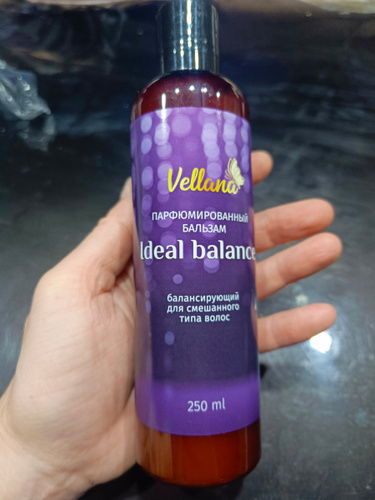 Vellana
ПАРФЮМИРОВАННЫЙ
БАЛЬЗАМ
Ideal balance
балансирующий
для смешанного
типа волос
250 ml